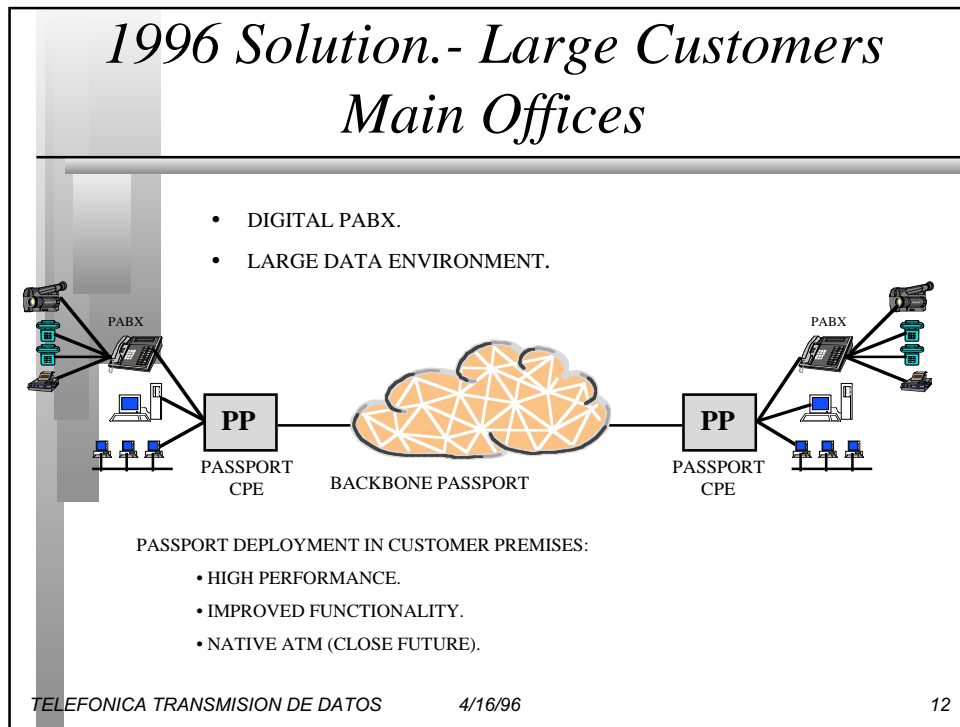 1996 Solution.- Large Customers
Main Offices
• DIGITAL PABX.
• LARGE DATA ENVIRONMENT.
PABX
PABX
PP
PP
PASSPORT
CPE
BACKBONE PASSPORT
PASSPORT
CPE
PASSPORT DEPLOYMENT IN CUSTOMER PREMISES:
• HIGH PERFORMANCE.
• IMPROVED FUNCTIONALITY.
• NATIVE ATM (CLOSE FUTURE).
TELEFONICA TRANSMISION DE DATOS 4/16/96 12